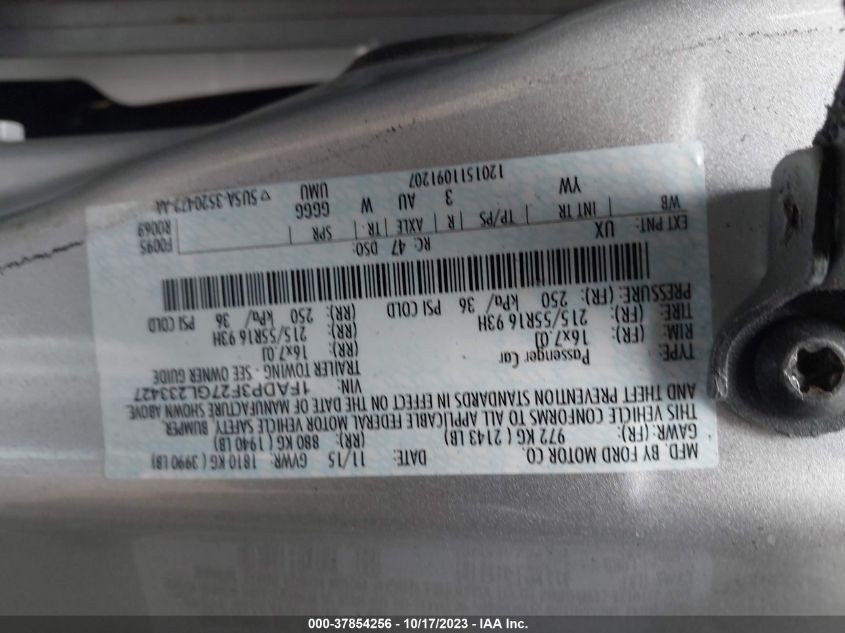 MFD. BY FORD MOTOR CO.
DATE: 11/15 GVWR: 1810 KG ( 3990 LB)
GAWR: (FR): 972 KG ( 2143 LB) (RR): 880 KG ( 1940 LB)
THIS VEHICLE CONFORMS TO ALL APPLICABLE FEDERAL MOTOR VEHICLE SAFETY, BUMPER,
AND THEFT PREVENTION STANDARDS IN EFFECT ON THE DATE OF MANUFACTURE SHOWN ABOVE.
VIN: 1FADP3F27GL233427
TYPE: Passenger Car TRAILER TOWING - SEE OWNER GUIDE
RIM: (FR): 16x7.0J (RR): 16x7.0J
TIRE: (FR): 215/55R16 93H (RR): 215/55R16 93H
PRESSURE: (FR): 250 kPa/ 36 PSI COLD (RR): 250 kPa/ 36 PSI COLD
EXT PNT: UX RC: 47 DSO: F0095
WB INT TR TP/PS R AXLE TR SPR R0069
YW 3 AU W GGGG UMU
1201511091207 ▽ 5USA-3520472-AA
000-37854256 - 10/17/2023 - IAA Inc.